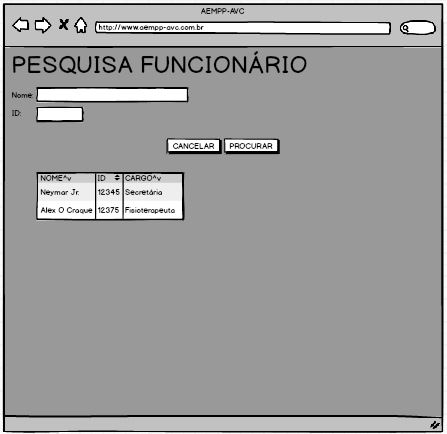 AEMPP-AVC
http://www.aempp-avc.com.br
PESQUISA FUNCIONÁRIO
Nome:
ID:
CANCELAR PROCURAR
NOME^v ID CARGO^v
Neymar Jr. 12345 Secretária
Alex O Craque 12375 Fisioterapeuta